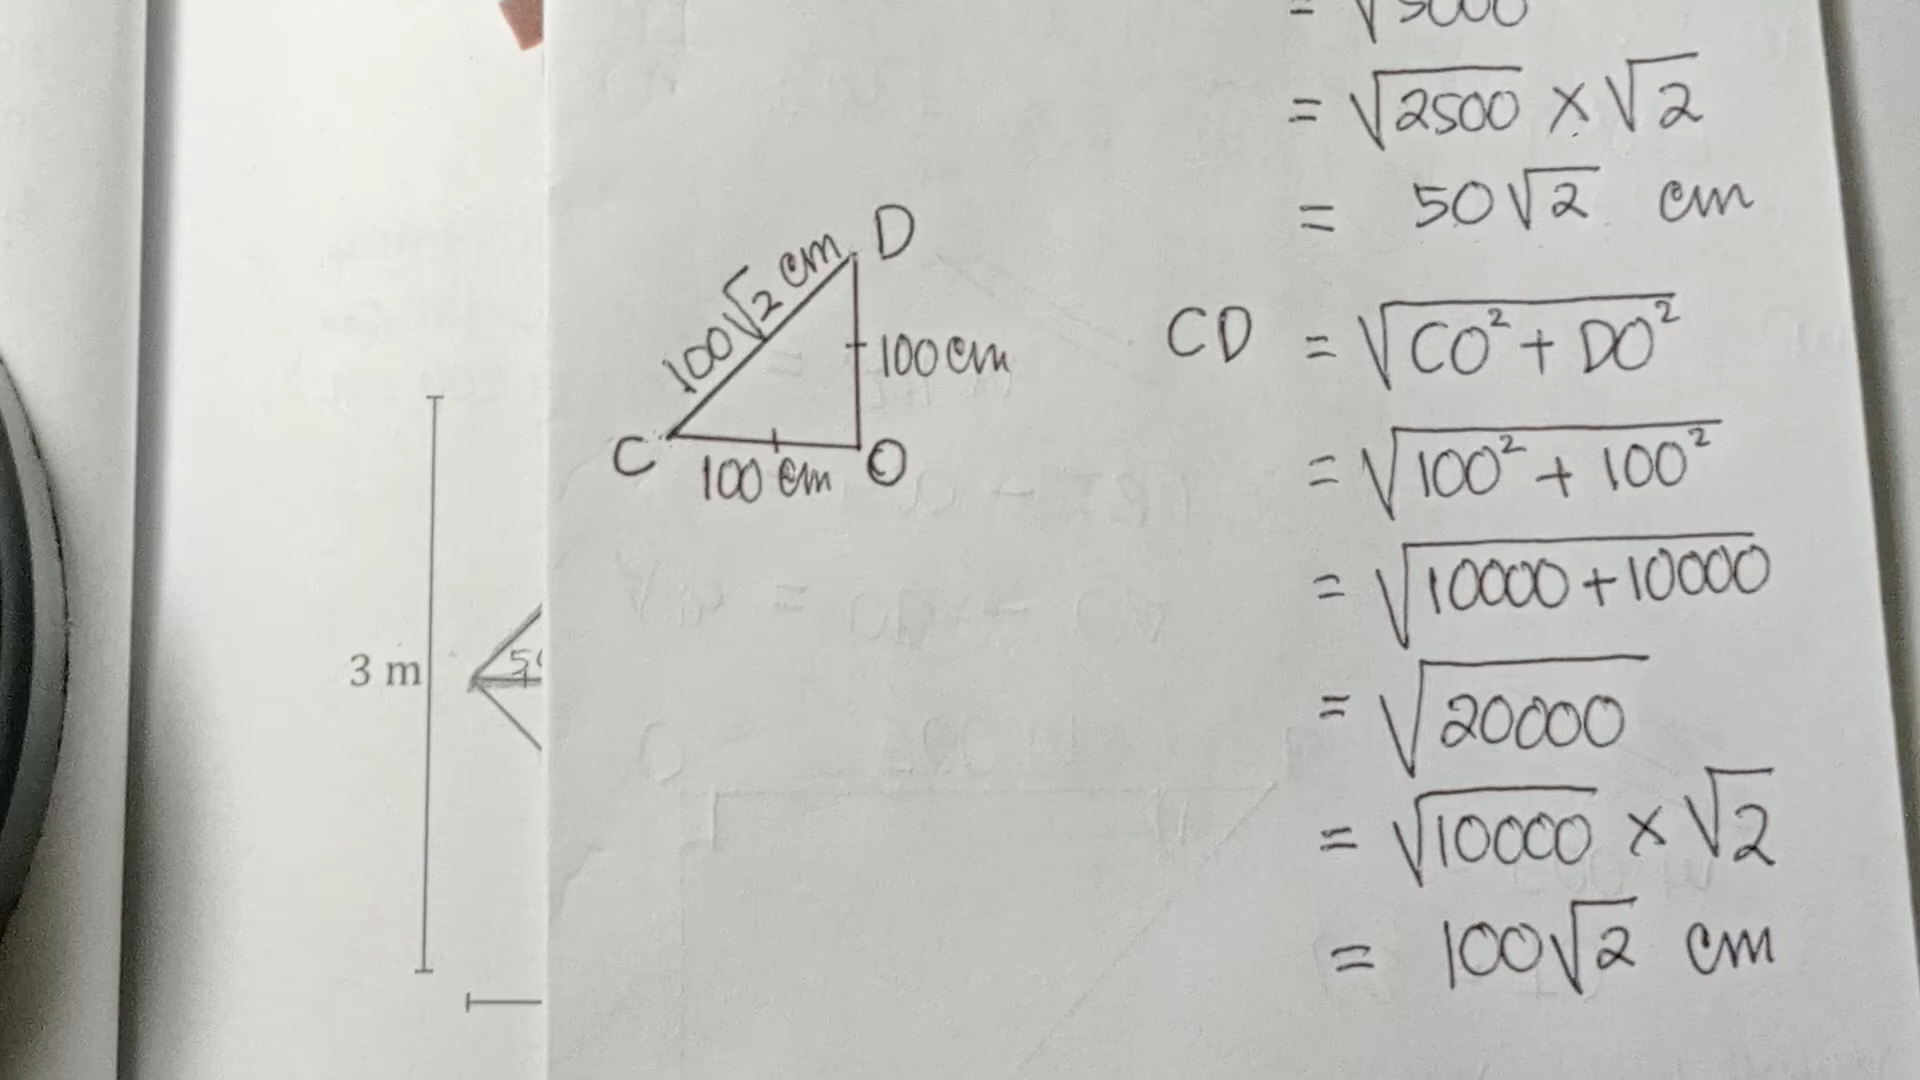 = √5000
= √2500 × √2
= 50√2 cm
D
100√2 cm
100 cm
C
100 cm
O
CD = √CO² + DO²
= √100² + 100²
= √10000 + 10000
= √20000
= √10000 × √2
= 100√2 cm
3 m